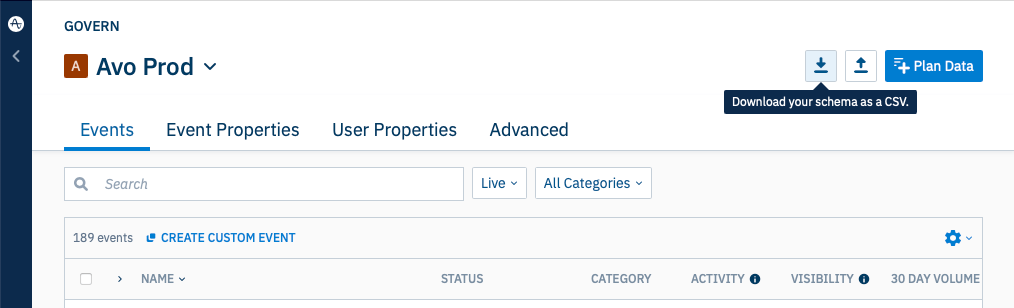 GOVERN
A Avo Prod
Plan Data
Download your schema as a CSV.
Events Event Properties User Properties Advanced
Search Live All Categories
189 events CREATE CUSTOM EVENT
NAME STATUS CATEGORY ACTIVITY VISIBILITY 30 DAY VOLUME